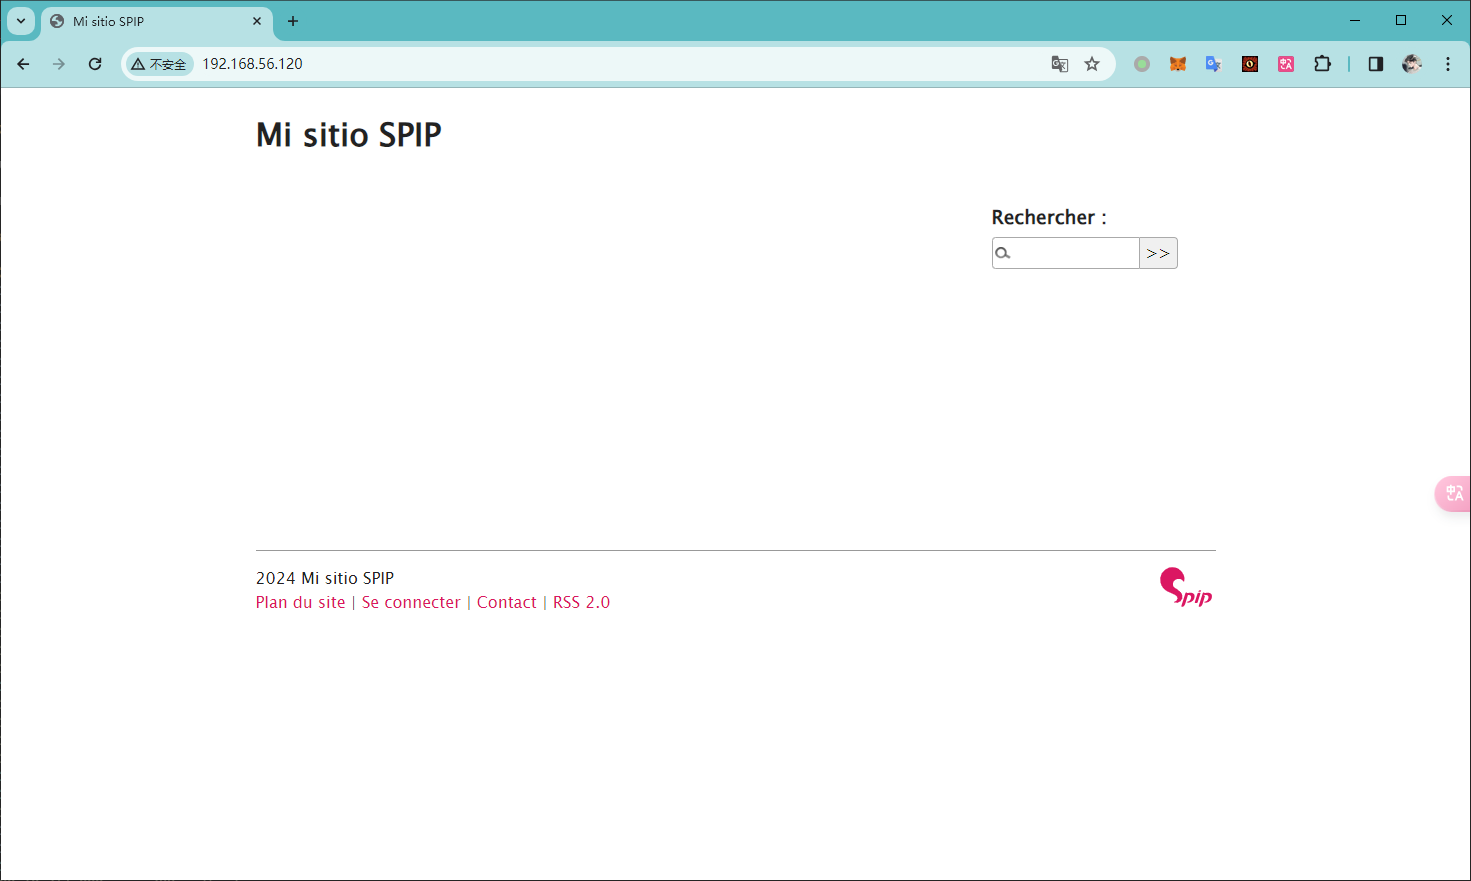 Mi sitio SPIP
不安全
192.168.56.120
Mi sitio SPIP
Rechercher :
>>
2024 Mi sitio SPIP
Plan du site | Se connecter | Contact | RSS 2.0
Spip